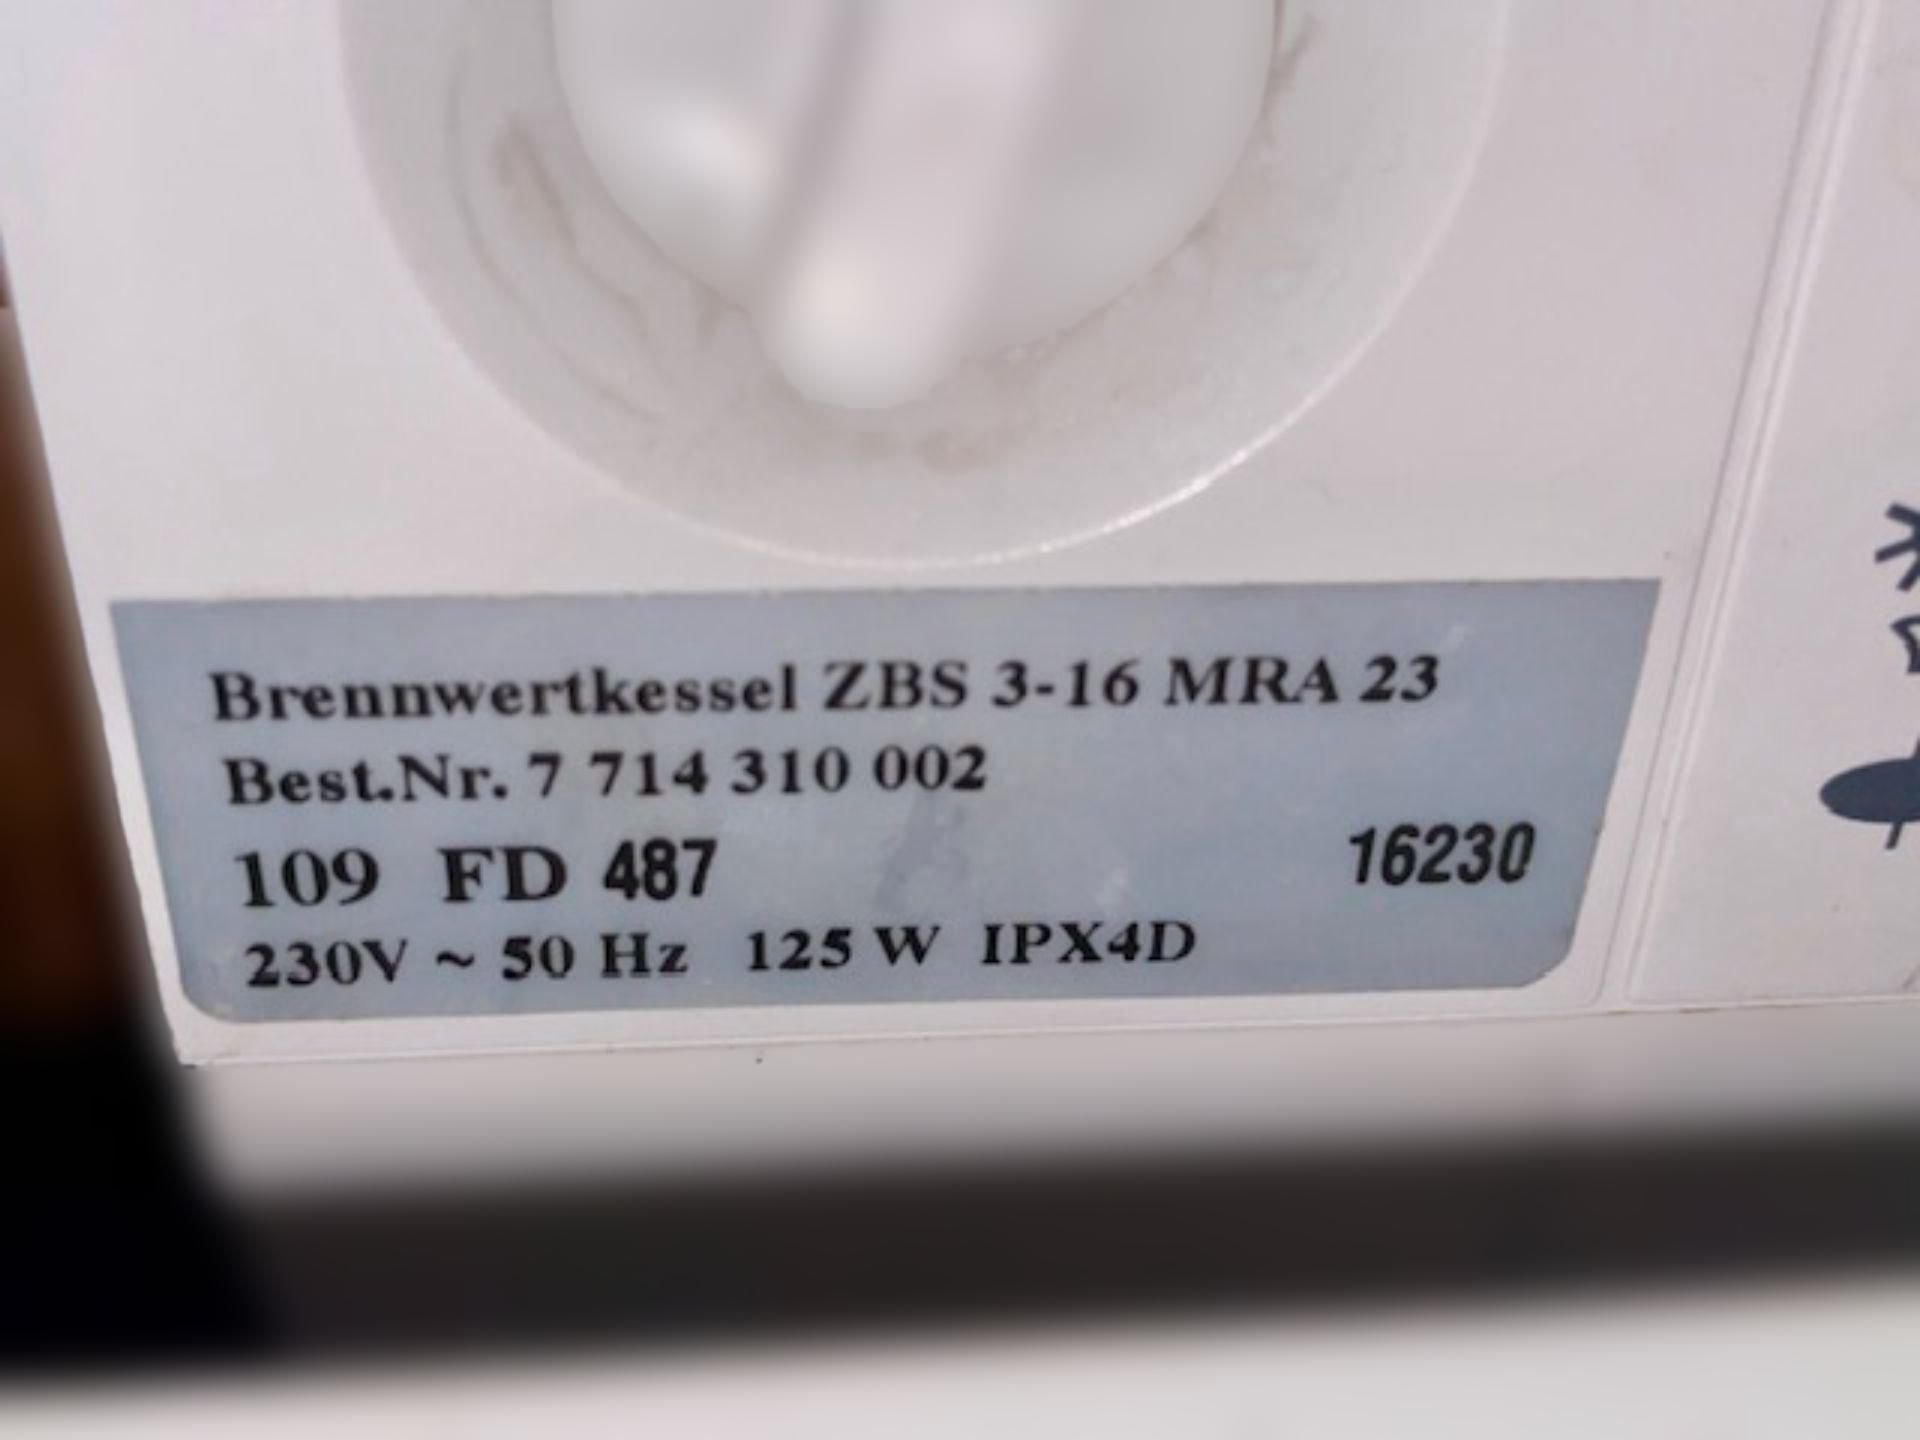 Brennwertkessel ZBS 3-16 MRA 23
Best.Nr. 7 714 310 002
109 FD 487 16230
230V ~ 50 Hz 125 W IPX4D